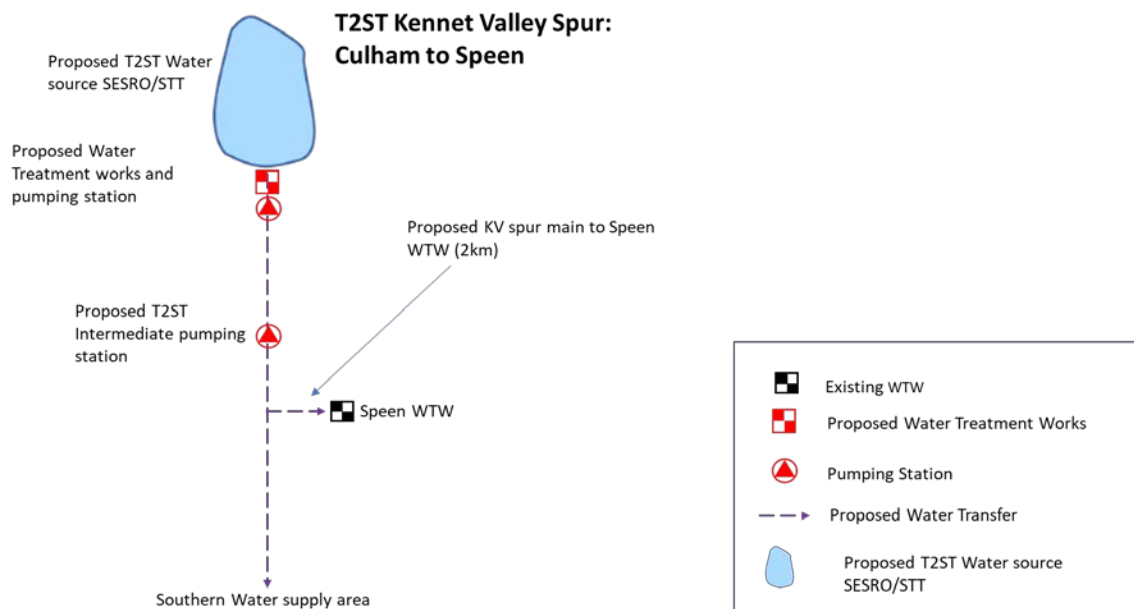 T2ST Kennet Valley Spur:
Culham to Speen
Proposed T2ST Water
source SESRO/STT
Proposed Water
Treatment works and
pumping station
Proposed KV spur main to Speen
WTW (2km)
Proposed T2ST
Intermediate pumping
station
Speen WTW
Southern Water supply area
Existing WTW
Proposed Water Treatment Works
Pumping Station
Proposed Water Transfer
Proposed T2ST Water source
SESRO/STT